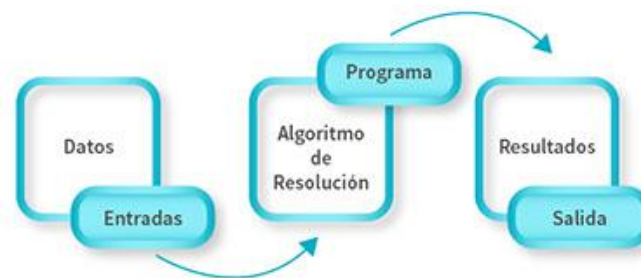 Datos
Entradas
Programa
Algoritmo
de
Resolución
Resultados
Salida